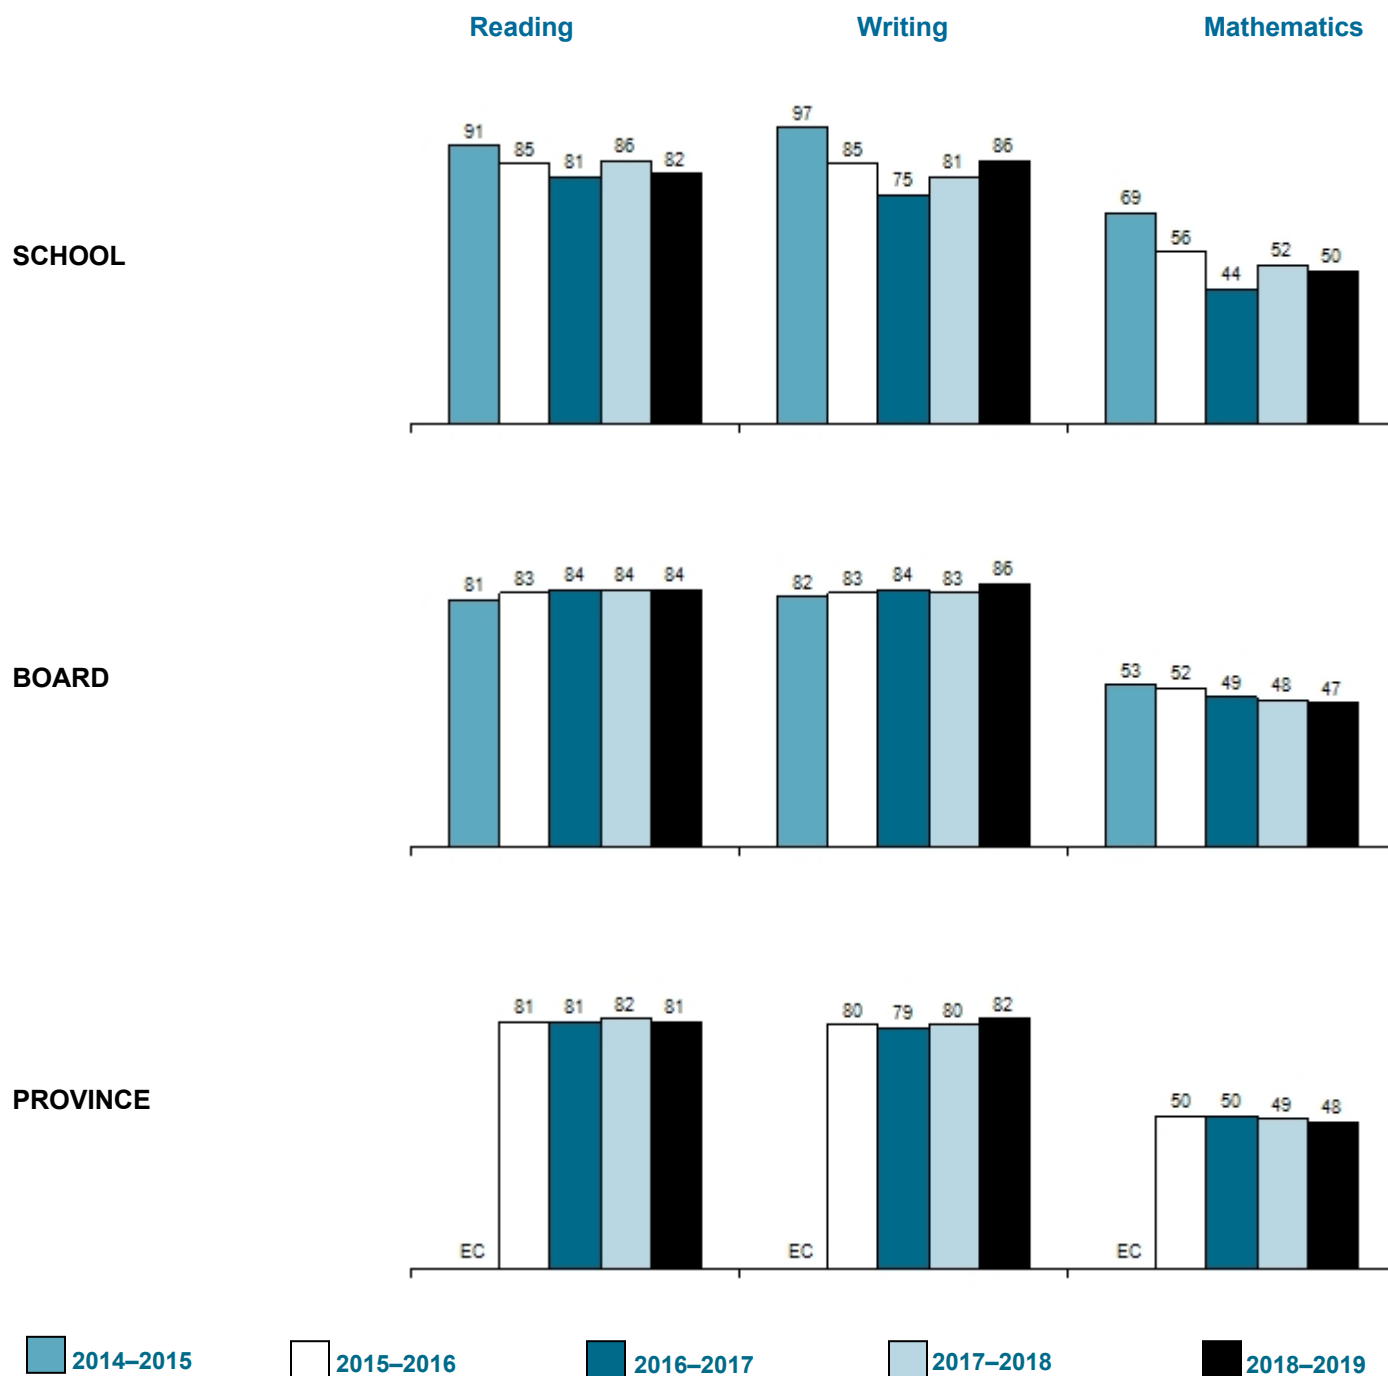 Reading Writing Mathematics
SCHOOL
91 85 81 86 82
97 85 75 81 86
69 56 44 52 50
BOARD
81 83 84 84 84
82 83 84 83 86
53 52 49 48 47
PROVINCE
EC 81 81 82 81
EC 80 79 80 82
EC 50 50 49 48
2014–2015 2015–2016 2016–2017 2017–2018 2018–2019